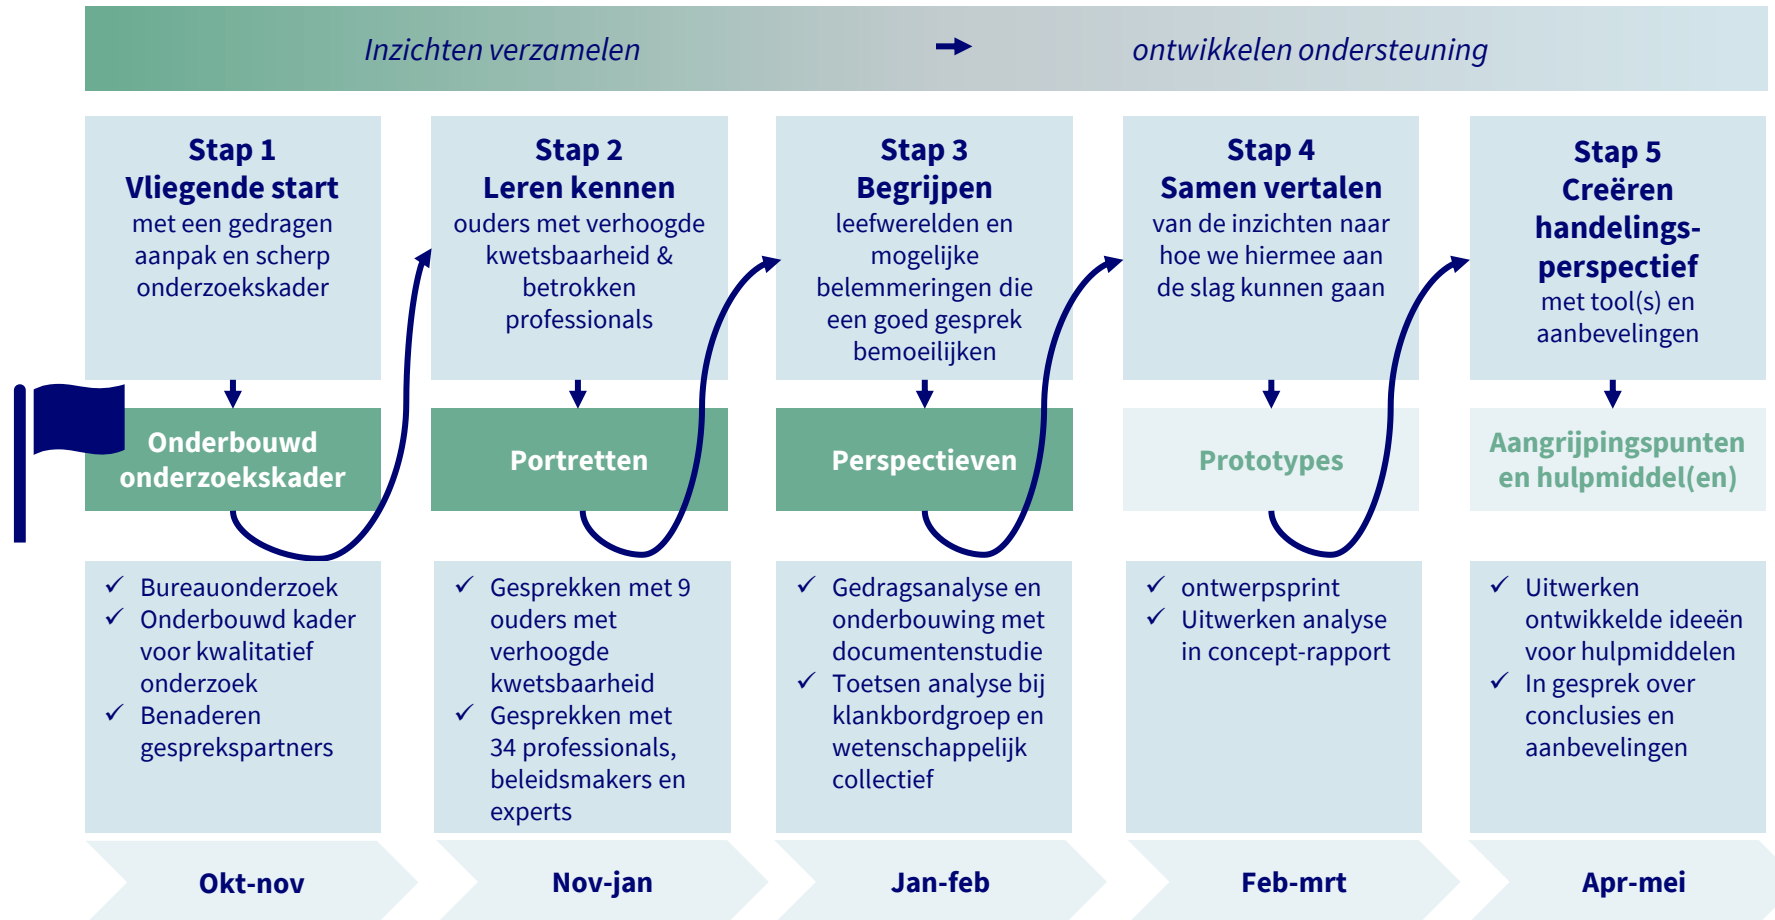 Inzichten verzamelen → ontwikkelen ondersteuning
Stap 1
Vliegende start
met een gedragen
aanpak en scherp
onderzoekskader
Onderbouwd
onderzoekskader
✓ Bureauonderzoek
✓ Onderbouwd kader
voor kwalitatief
onderzoek
✓ Benaderen
gesprekspartners
Okt-nov
Stap 2
Leren kennen
ouders met verhoogde
kwetsbaarheid &
betrokken
professionals
Portretten
✓ Gesprekken met 9
ouders met
verhoogde
kwetsbaarheid
✓ Gesprekken met
34 professionals,
beleidsmakers en
experts
Nov-jan
Stap 3
Begrijpen
leefwerelden en
mogelijke
belemmeringen die
een goed gesprek
bemoeilijken
Perspectieven
✓ Gedragsanalyse en
onderbouwing met
documentenstudie
✓ Toetsen analyse bij
klankbordgroep en
wetenschappelijk
collectief
Jan-feb
Stap 4
Samen vertalen
van de inzichten naar
hoe we hiermee aan
de slag kunnen gaan
Prototypes
✓ ontwerpsprint
✓ Uitwerken analyse
in concept-rapport
Feb-mrt
Stap 5
Creëren
handelings-
perspectief
met tool(s) en
aanbevelingen
Aangrijpingspunten
en hulpmiddel(en)
✓ Uitwerken
ontwikkelde ideeën
voor hulpmiddelen
✓ In gesprek over
conclusies en
aanbevelingen
Apr-mei